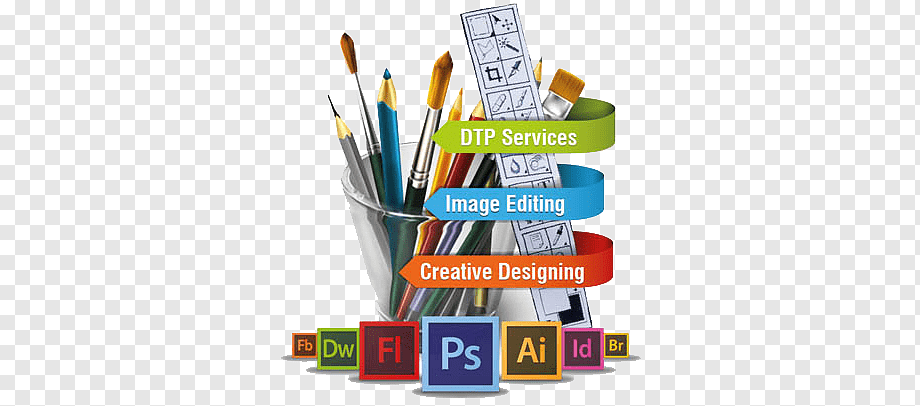 DTP Services
Image Editing
Creative Designing
Fb Dw Fl Ps Ai Id Br